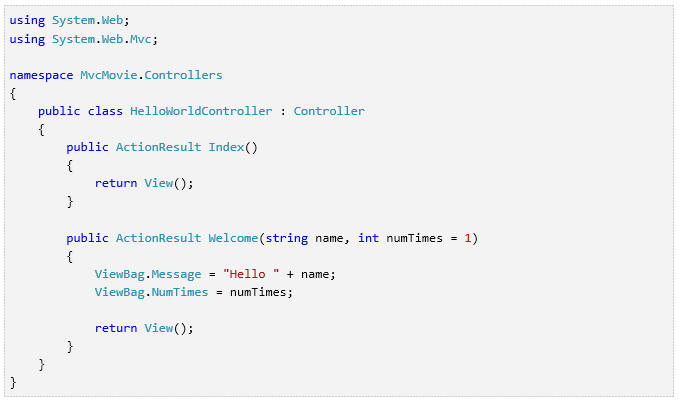 using System.Web;
using System.Web.Mvc;

namespace MvcMovie.Controllers
{
    public class HelloWorldController : Controller
    {
        public ActionResult Index()
        {
            return View();
        }

        public ActionResult Welcome(string name, int numTimes = 1)
        {
            ViewBag.Message = "Hello " + name;
            ViewBag.NumTimes = numTimes;

            return View();
        }
    }
}